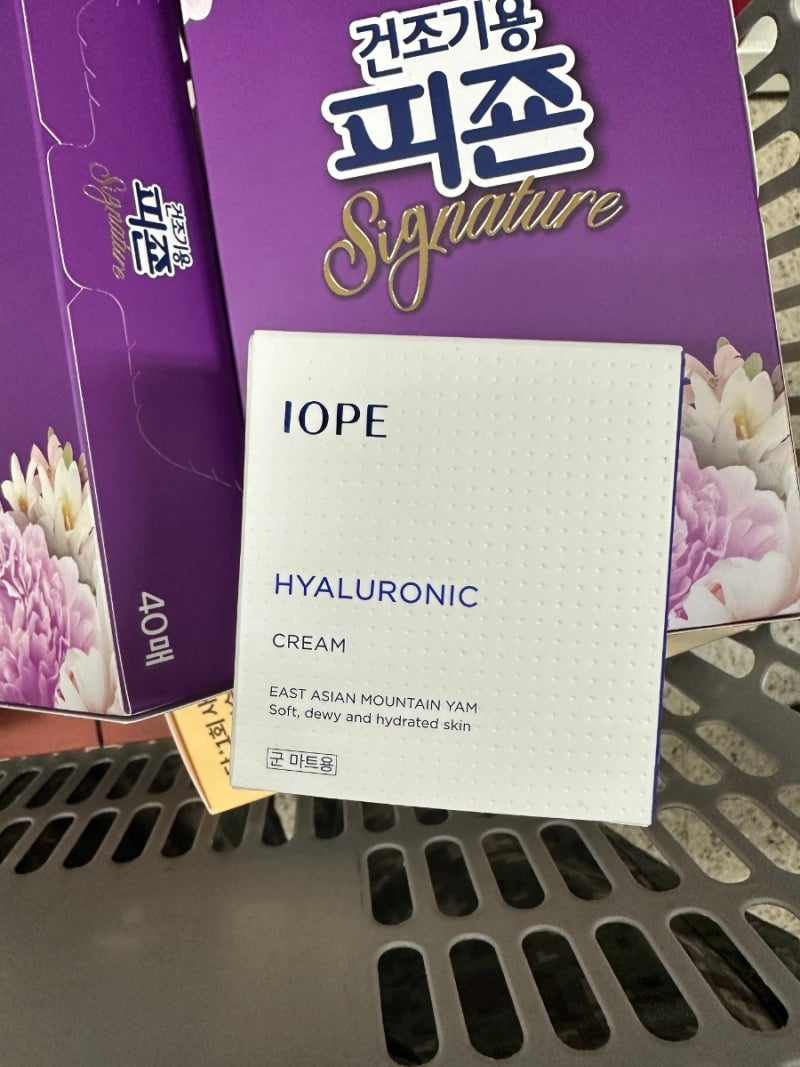 건조기용
피죤
Signature
건조기용
피죤
Signature
40매
IOPE
HYALURONIC
CREAM
EAST ASIAN MOUNTAIN YAM
Soft, dewy and hydrated skin
군 마트용